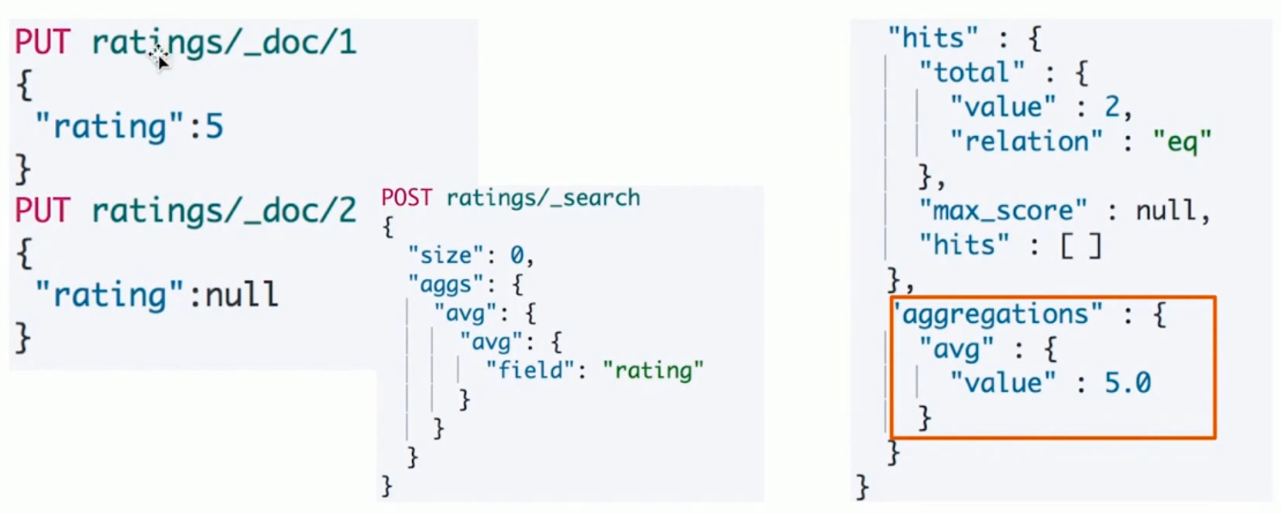 PUT ratings/_doc/1
{
 "rating":5
}
PUT ratings/_doc/2
{
 "rating":null
}
POST ratings/_search
{
  "size": 0,
  "aggs": {
    "avg": {
      "avg": {
        "field": "rating"
      }
    }
  }
}
"hits" : {
  "total" : {
    "value" : 2,
    "relation" : "eq"
  },
  "max_score" : null,
  "hits" : [ ]
},
"aggregations" : {
  "avg" : {
    "value" : 5.0
  }
}
}